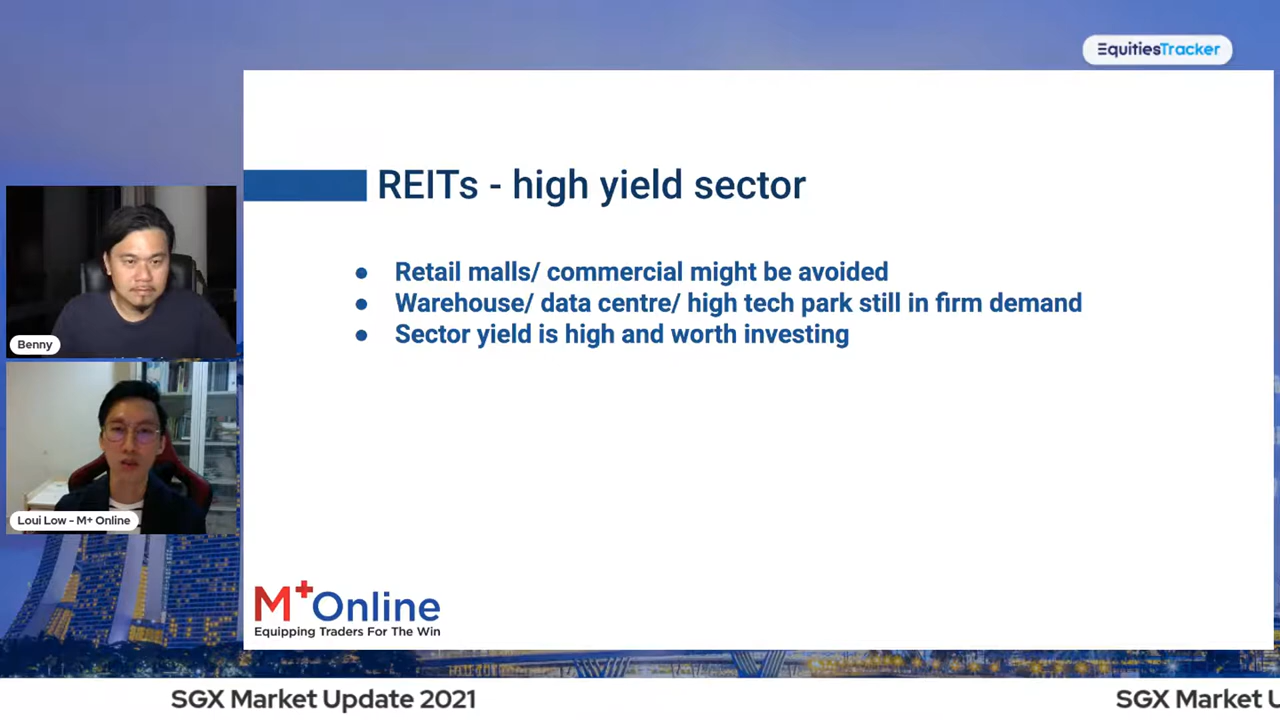 EquitiesTracker
REITs - high yield sector
● Retail malls/ commercial might be avoided
● Warehouse/ data centre/ high tech park still in firm demand
● Sector yield is high and worth investing
Benny
Loui Low - M+ Online
M+Online
Equipping Traders For The Win
SGX Market Update 2021
SGX Market U